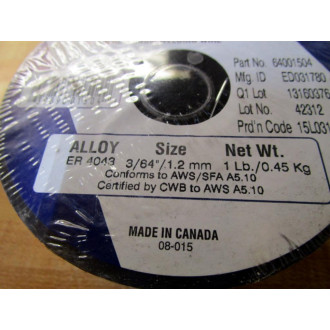 Part No. 64001504
Mfg. ID ED031780
Q1 Lot 13160376
Lot No. 42312
Prd'n Code 15L031
ALLOY Size Net Wt.
ER 4043 3/64"/1.2 mm 1 Lb./0.45 Kg
Conforms to AWS/SFA A5.10
Certified by CWB to AWS A5.10
MADE IN CANADA
08-015